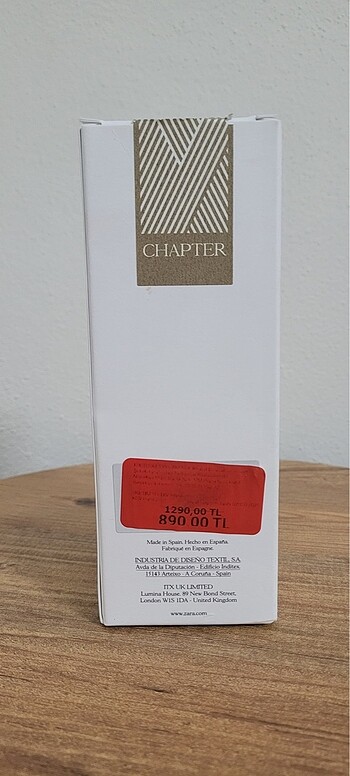 CHAPTER
1290,00 TL
890 00 TL
Made in Spain. Hecho en España.
Fabriqué en Espagne.
INDUSTRIA DE DISEÑO TEXTIL, S.A.
Avda de la Diputación - Edificio Inditex,
15143 Arteixo - A Coruña - Spain
ITX UK LIMITED
Lumina House, 89 New Bond Street,
London W1S 1DA - United Kingdom
www.zara.com